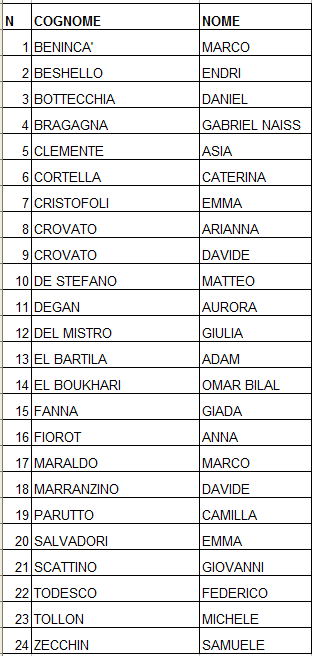 N COGNOME NOME
1 BENINCA' MARCO
2 BESHELLO ENDRI
3 BOTTECCHIA DANIEL
4 BRAGAGNA GABRIEL NAISS
5 CLEMENTE ASIA
6 CORTELLA CATERINA
7 CRISTOFOLI EMMA
8 CROVATO ARIANNA
9 CROVATO DAVIDE
10 DE STEFANO MATTEO
11 DEGAN AURORA
12 DEL MISTRO GIULIA
13 EL BARTILA ADAM
14 EL BOUKHARI OMAR BILAL
15 FANNA GIADA
16 FIOROT ANNA
17 MARALDO MARCO
18 MARRANZINO DAVIDE
19 PARUTTO CAMILLA
20 SALVADORI EMMA
21 SCATTINO GIOVANNI
22 TODESCO FEDERICO
23 TOLLON MICHELE
24 ZECCHIN SAMUELE